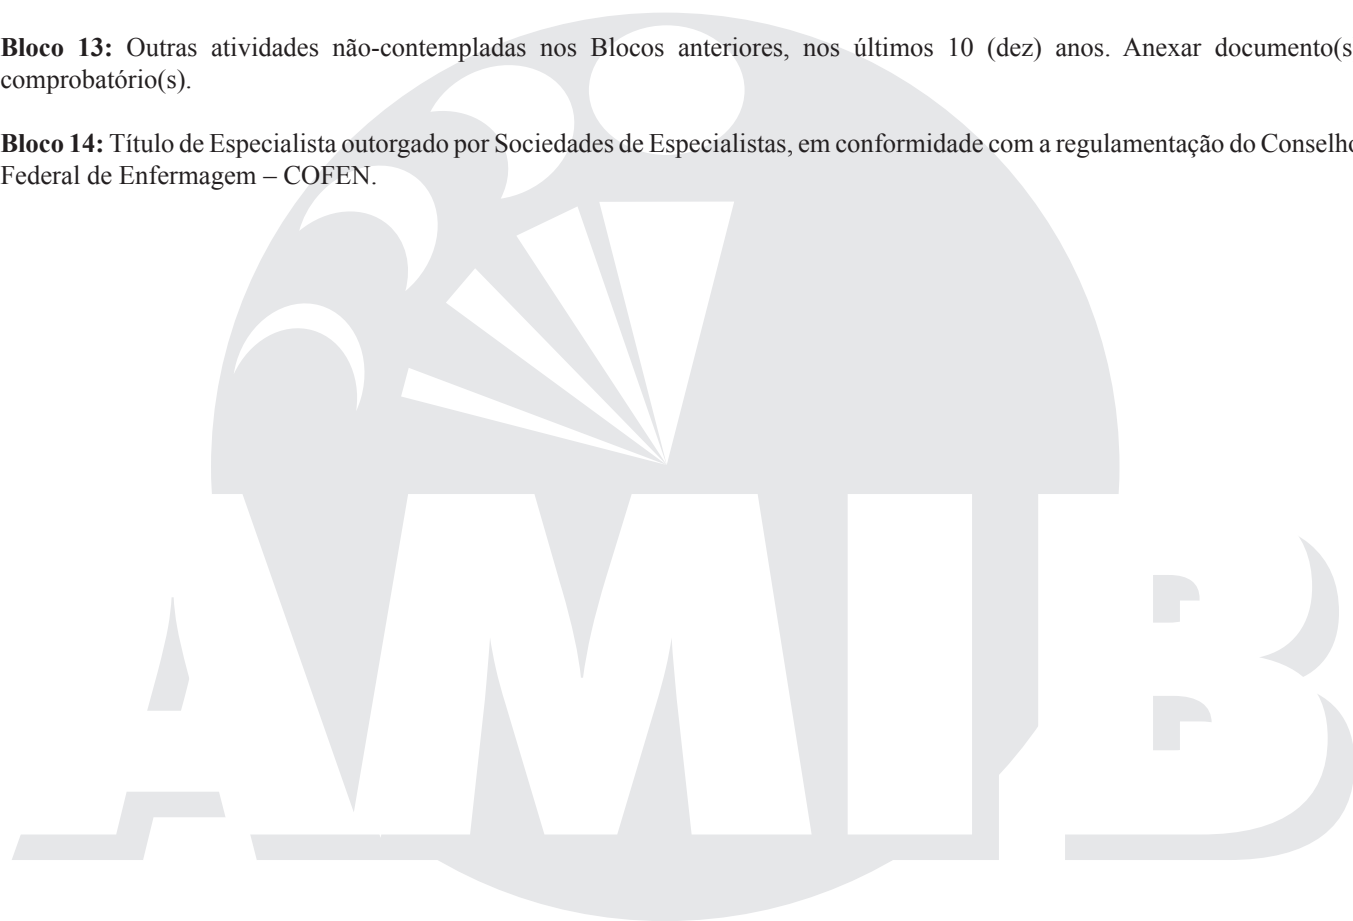 Bloco 13: Outras atividades não-contempladas nos Blocos anteriores, nos últimos 10 (dez) anos. Anexar documento(s
comprobatório(s).
Bloco 14: Título de Especialista outorgado por Sociedades de Especialistas, em conformidade com a regulamentação do Conselho
Federal de Enfermagem – COFEN.
AMIB